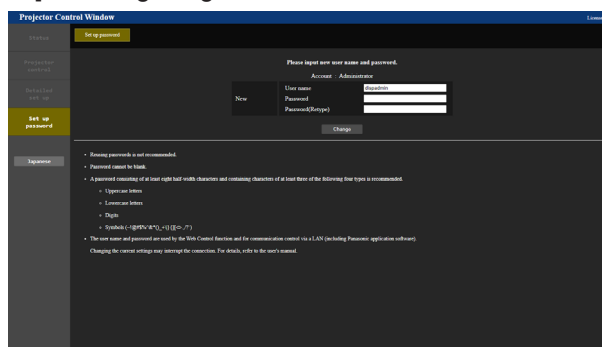 Projector Control Window
License
Status
Set up password
Projector control
Detailed set up
Set up password
Japanese
Please input new user name and password.
Account : Administrator
New
User name
dispadmin
Password
Password(Retype)
Change
Reusing passwords is not recommended.
Password cannot be blank.
A password consisting of at least eight half-width characters and containing characters of at least three of the following four types is recommended.
Uppercase letters
Lowercase letters
Digits
Symbols
The user name and password are used by the Web Control function and for communication control via a LAN (including Panasonic application software).
Changing the current settings may interrupt the connection. For details, refer to the user's manual.